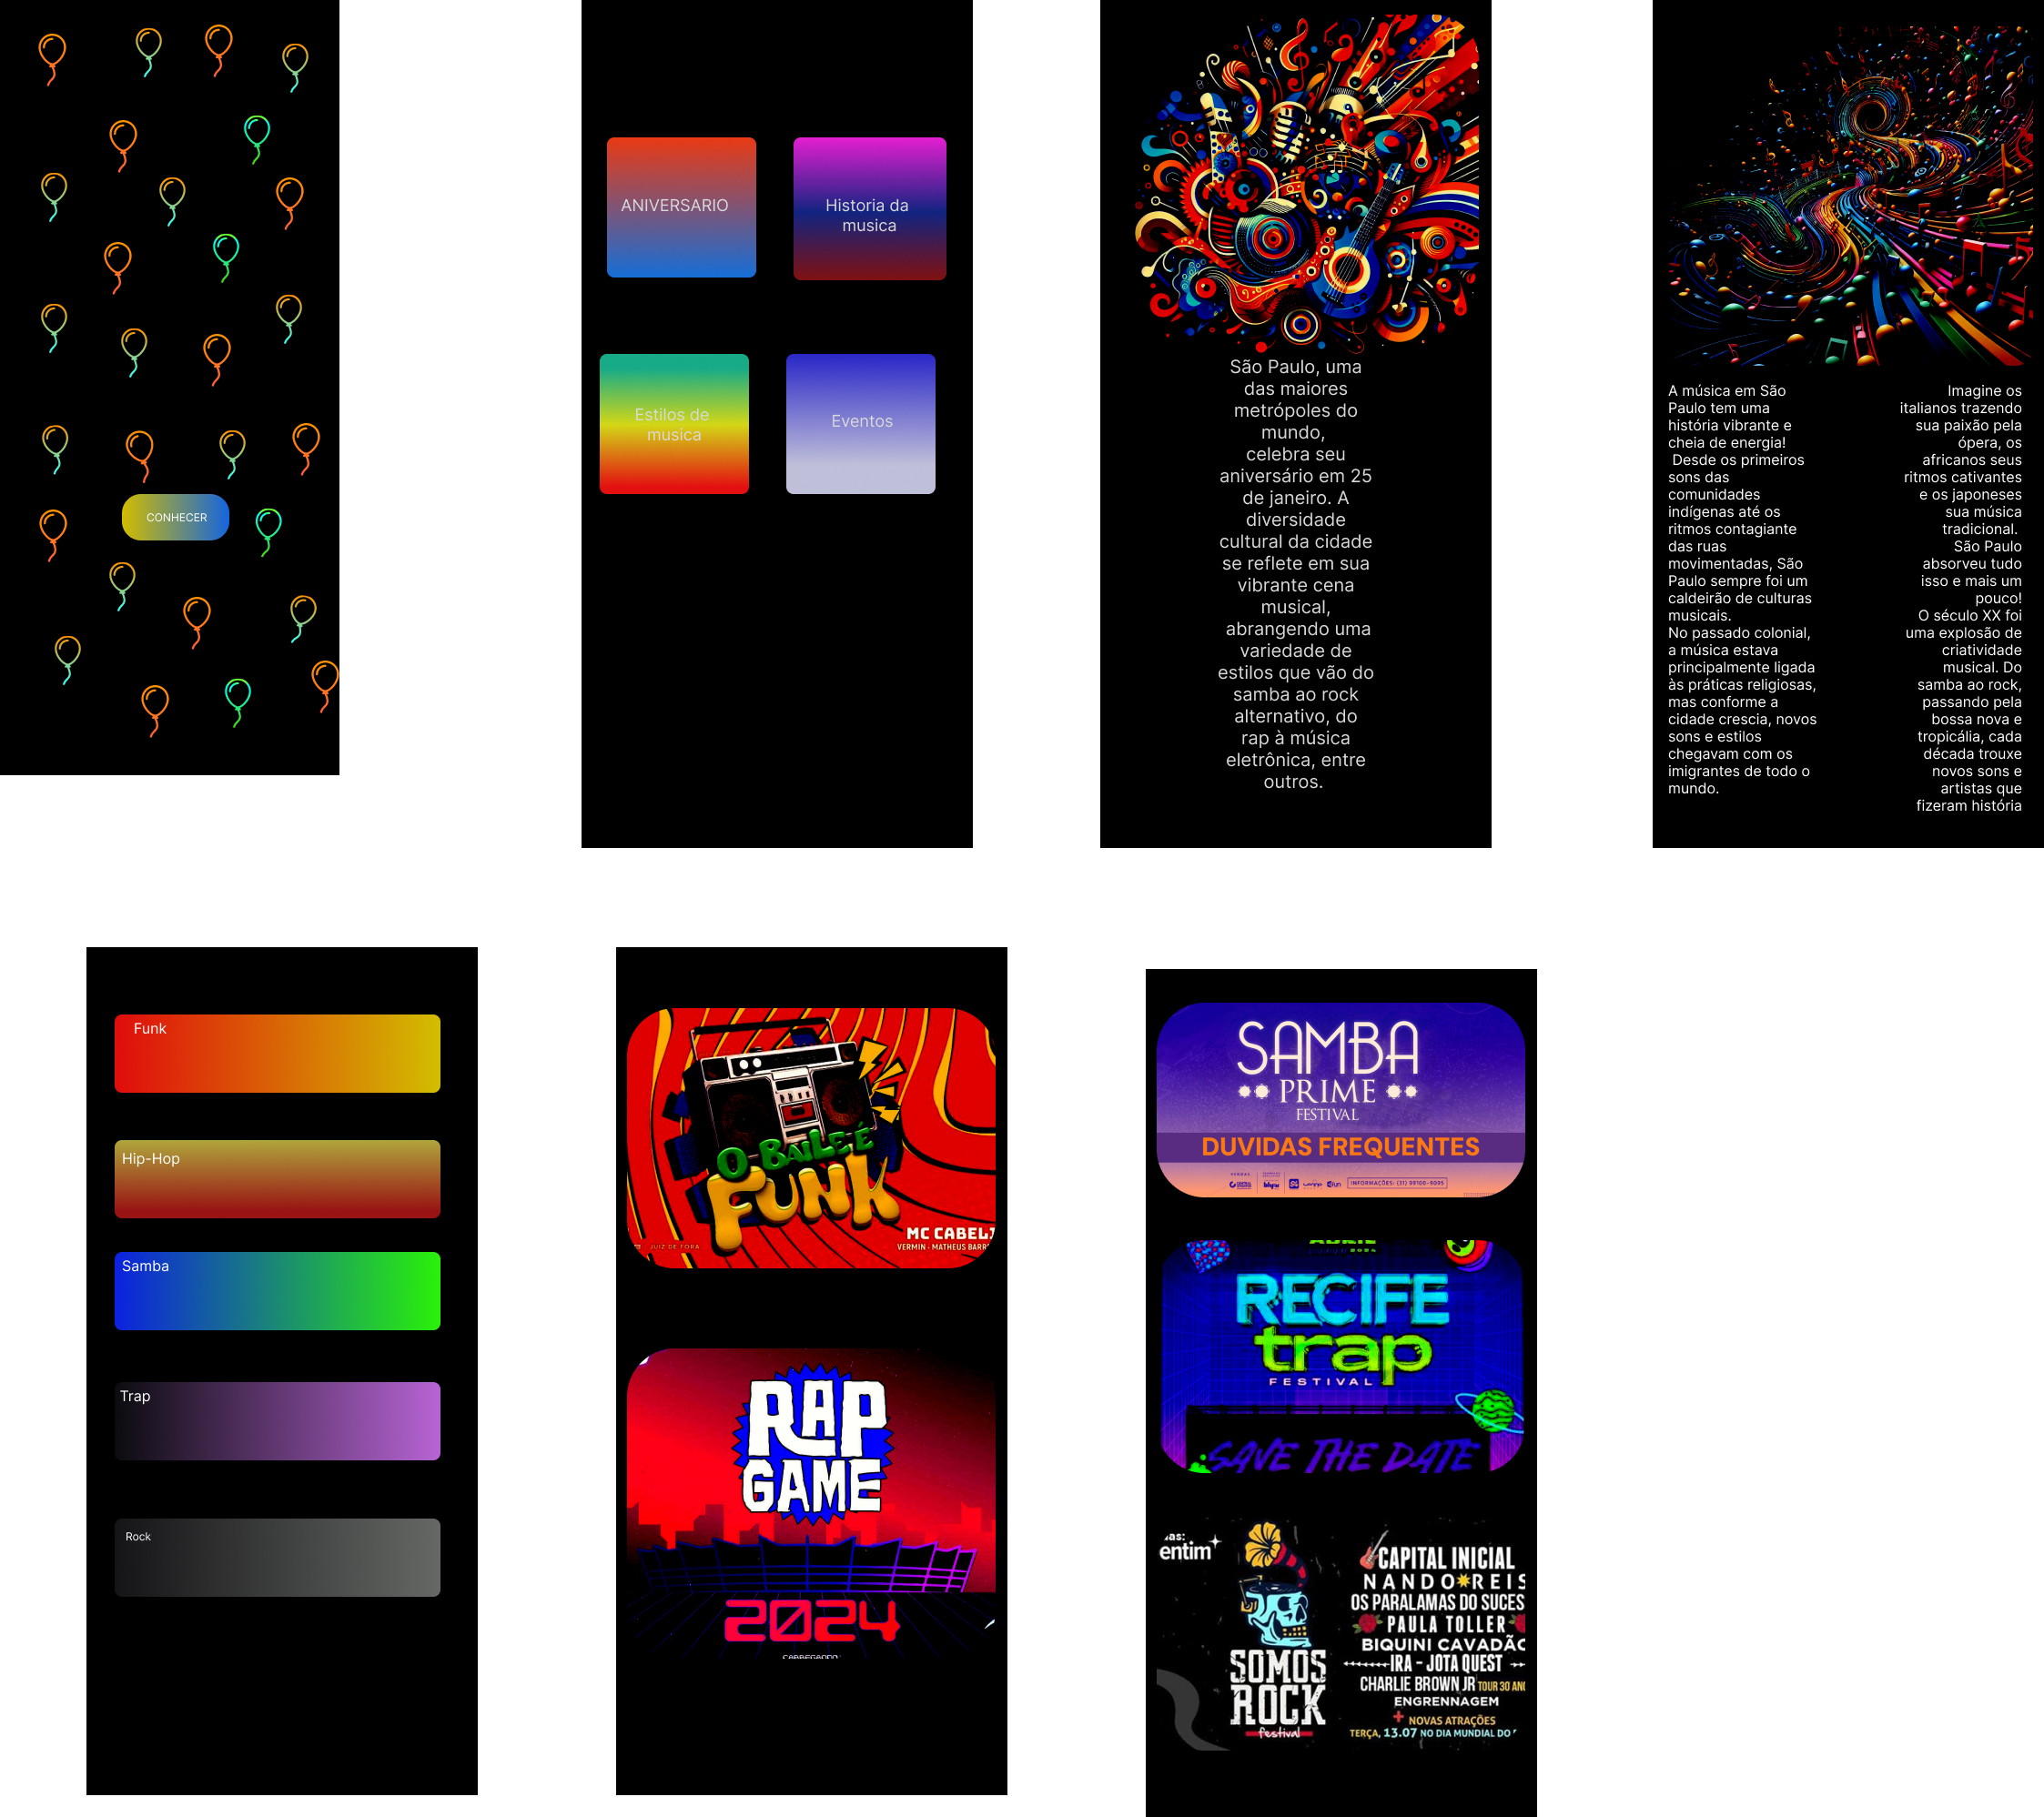 CONHECER
ANIVERSARIO
Historia da
musica
Estilos de
musica
Eventos
São Paulo, uma
das maiores
metrópoles do
mundo,
celebra seu
aniversário em 25
de janeiro. A
diversidade
cultural da cidade
se reflete em sua
vibrante cena
musical,
abrangendo uma
variedade de
estilos que vão do
samba ao rock
alternativo, do
rap à música
eletrônica, entre
outros.
A música em São
Paulo tem uma
história vibrante e
cheia de energia!
Desde os primeiros
sons das
comunidades
indígenas até os
ritmos contagiante
das ruas
movimentadas, São
Paulo sempre foi um
caldeirão de culturas
musicais.
No passado colonial,
a música estava
principalmente ligada
às práticas religiosas,
mas conforme a
cidade crescia, novos
sons e estilos
chegavam com os
imigrantes de todo o
mundo.
Imagine os
italianos trazendo
sua paixão pela
ópera, os
africanos seus
ritmos cativantes
e os japoneses
sua música
tradicional.
São Paulo
absorveu tudo
isso e mais um
pouco!
O século XX foi
uma explosão de
criatividade
musical. Do
samba ao rock,
passando pela
bossa nova e
tropicália, cada
década trouxe
novos sons e
artistas que
fizeram história
Funk
Hip-Hop
Samba
Trap
Rock
O BAILE É
FUNK
MC CABEL
VERMIN - MATHEUS BARR
JUIZ DE FORA
RAP
GAME
2024
SAMBA
PRIME
FESTIVAL
DUVIDAS FREQUENTES
INFORMAÇÕES: (31) 99100-9095
ABRIL
2024
RECIFE
trap
FESTIVAL
SAVE THE DATE
as:
entim
SOMOS
ROCK
festival
CAPITAL INICIAL
NANDO REIS
OS PARALAMAS DO SUCES
PAULA TOLLER
BIQUINI CAVADÃO
IRA - JOTA QUEST
CHARLIE BROWN JR TOUR 30 AN
ENGRENNAGEM
+ NOVAS ATRAÇÕES
TERÇA, 13.07 NO DIA MUNDIAL DO